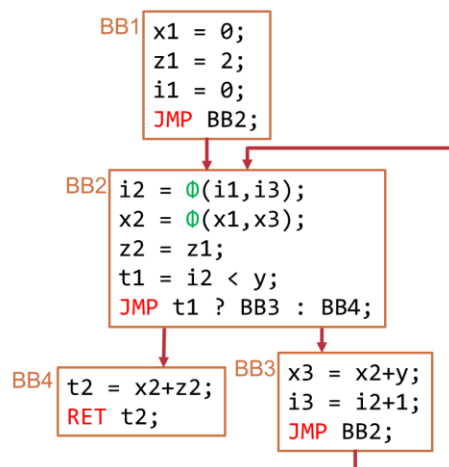 BB1
x1 = 0;
z1 = 2;
i1 = 0;
JMP BB2;
BB2
i2 = Φ(i1,i3);
x2 = Φ(x1,x3);
z2 = z1;
t1 = i2 < y;
JMP t1 ? BB3 : BB4;
BB4
t2 = x2+z2;
RET t2;
BB3
x3 = x2+y;
i3 = i2+1;
JMP BB2;